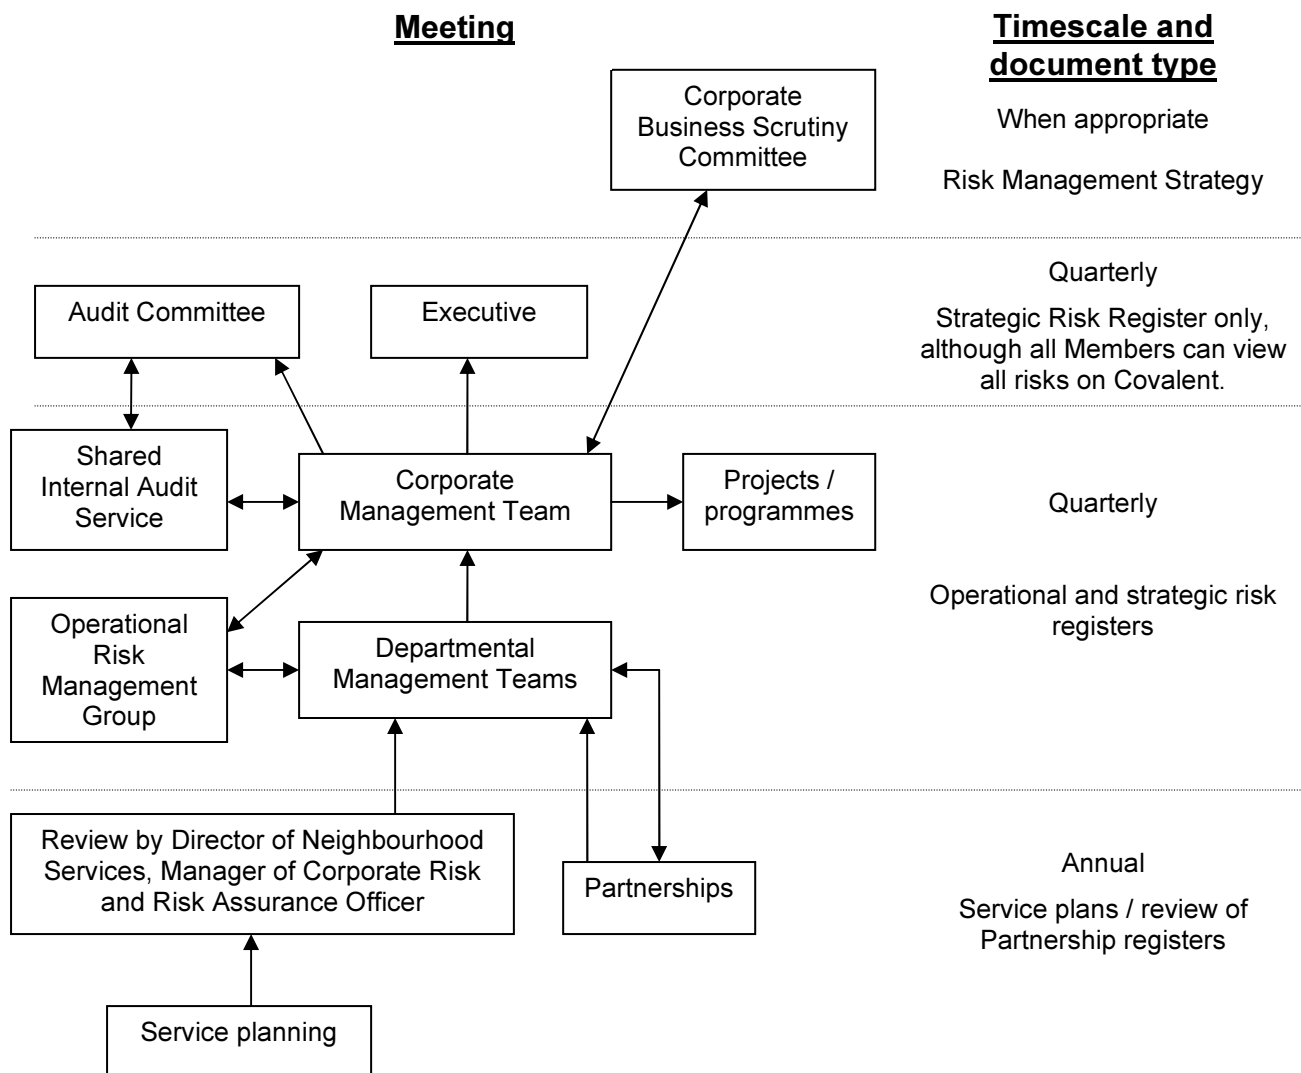 Meeting
Timescale and
document type
Corporate
Business Scrutiny
Committee
When appropriate
Risk Management Strategy
Audit Committee
Executive
Quarterly
Strategic Risk Register only,
although all Members can view
all risks on Covalent.
Shared
Internal Audit
Service
Corporate
Management Team
Projects /
programmes
Quarterly
Operational
Risk
Management
Group
Departmental
Management Teams
Operational and strategic risk
registers
Review by Director of Neighbourhood
Services, Manager of Corporate Risk
and Risk Assurance Officer
Partnerships
Annual
Service plans / review of
Partnership registers
Service planning